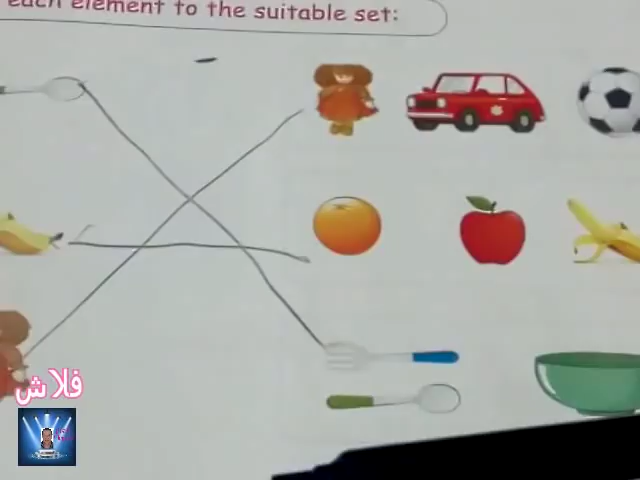 each element to the suitable set:
فلاش